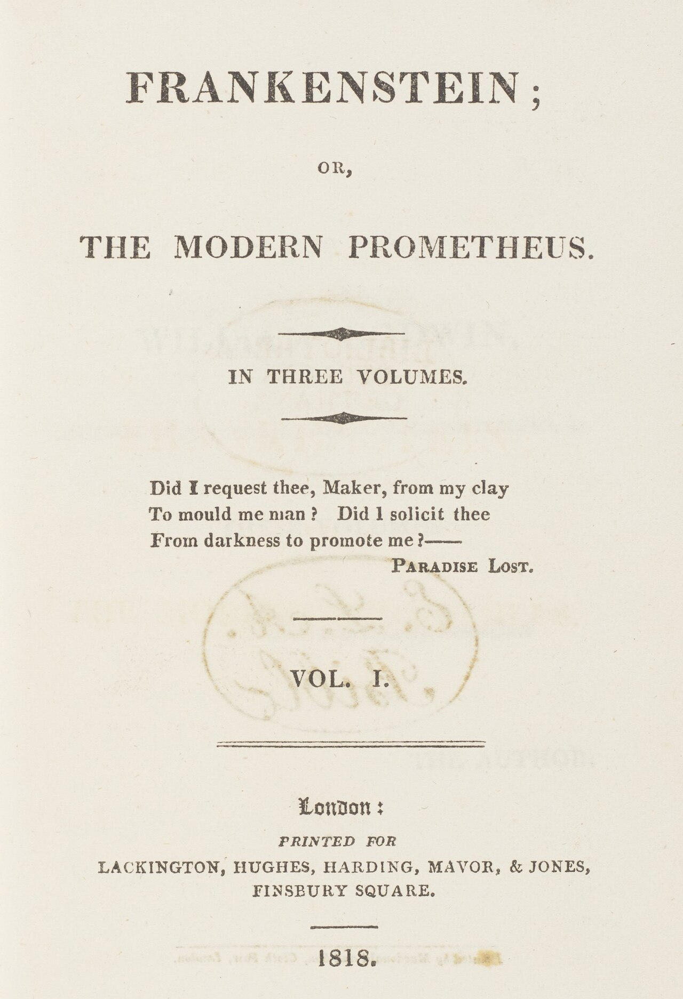 FRANKENSTEIN;
OR,
THE MODERN PROMETHEUS.
IN THREE VOLUMES.
Did I request thee, Maker, from my clay
To mould me man? Did I solicit thee
From darkness to promote me?——
PARADISE LOST.
VOL. I.
London:
PRINTED FOR
LACKINGTON, HUGHES, HARDING, MAVOR, & JONES,
FINSBURY SQUARE.
1818.